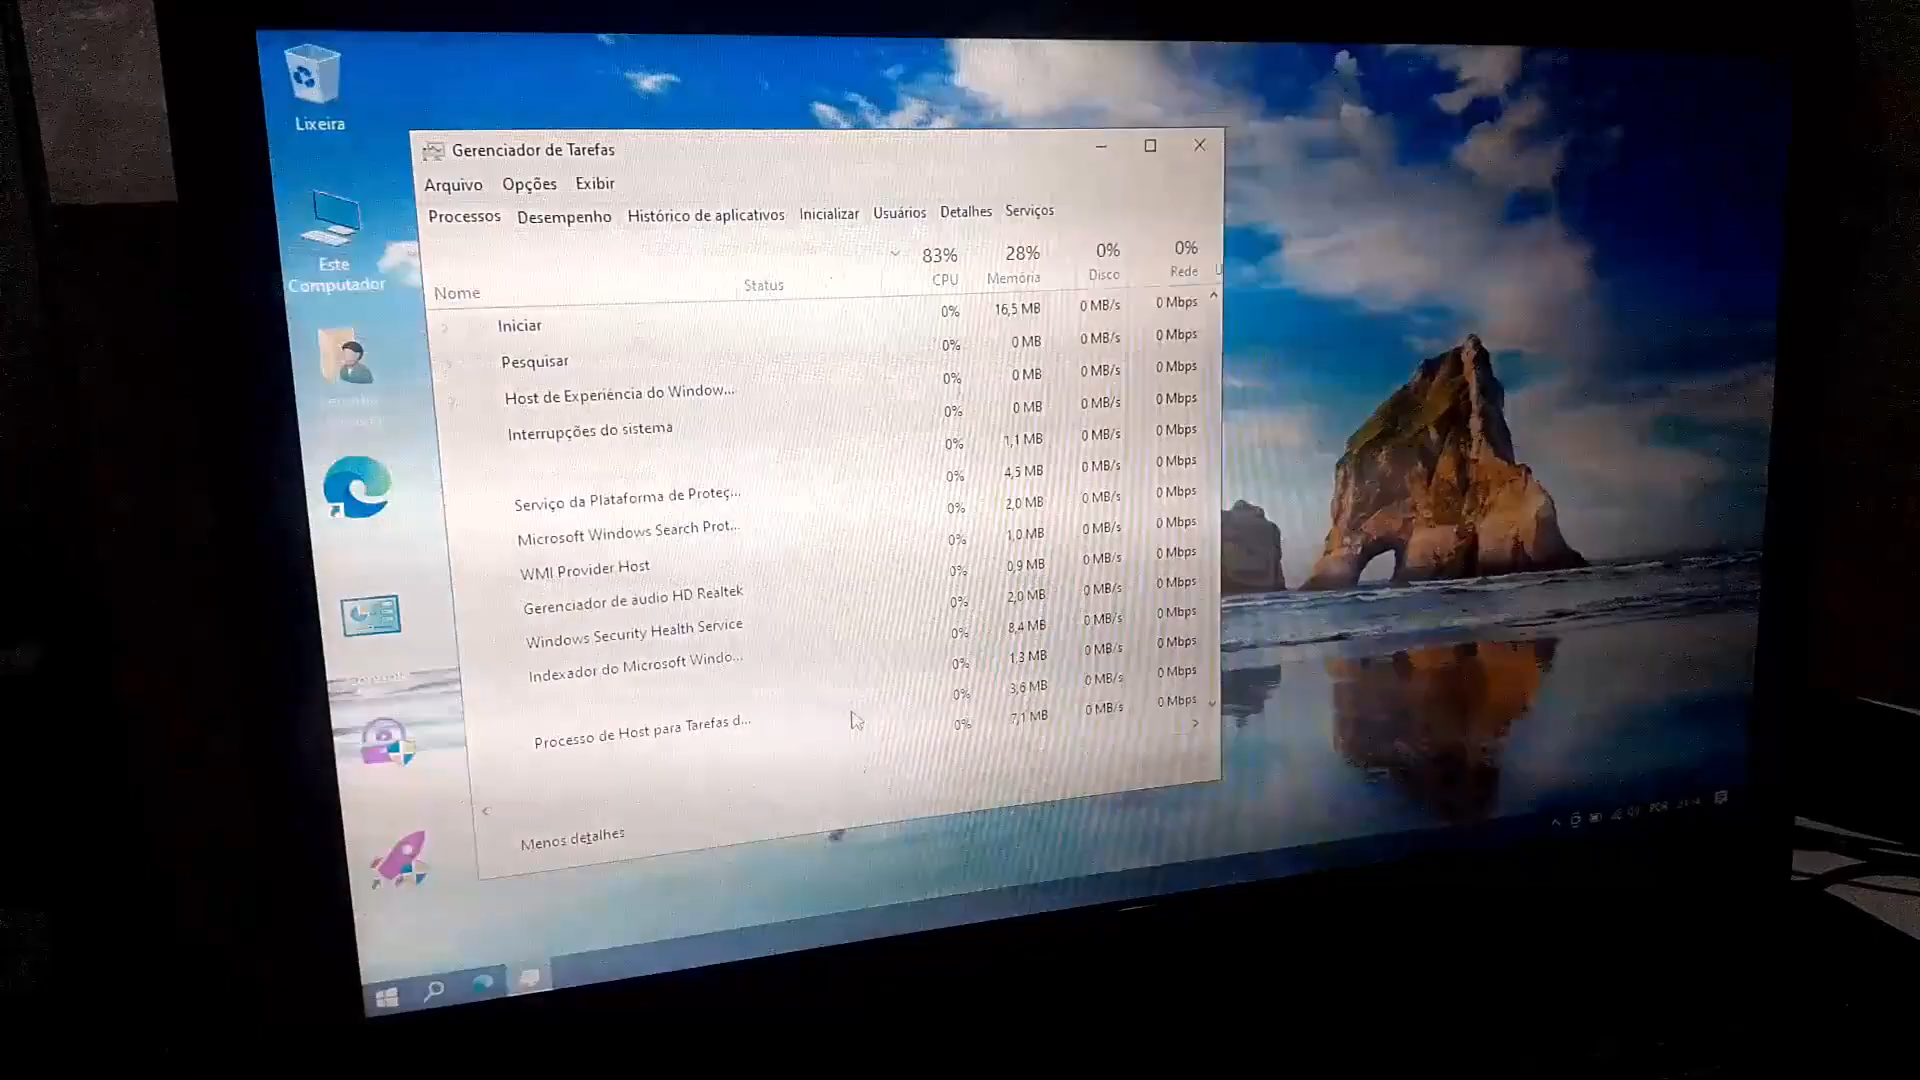 Lixeira
Este
Computador
Gerenciador de Tarefas
Arquivo Opções Exibir
Processos Desempenho Histórico de aplicativos Inicializar Usuários Detalhes Serviços
83% 28% 0% 0%
Nome Status CPU Memória Disco Rede U
Iniciar 0% 16,5 MB 0 MB/s 0 Mbps
Pesquisar 0% 0 MB 0 MB/s 0 Mbps
Host de Experiência do Window... 0% 0 MB 0 MB/s 0 Mbps
Interrupções do sistema 0% 0 MB 0 MB/s 0 Mbps
0% 1,1 MB 0 MB/s 0 Mbps
Serviço da Plataforma de Proteç... 0% 4,5 MB 0 MB/s 0 Mbps
Microsoft Windows Search Prot... 0% 2,0 MB 0 MB/s 0 Mbps
WMI Provider Host 0% 1,0 MB 0 MB/s 0 Mbps
Gerenciador de audio HD Realtek 0% 0,9 MB 0 MB/s 0 Mbps
Windows Security Health Service 0% 2,0 MB 0 MB/s 0 Mbps
Indexador do Microsoft Windo... 0% 8,4 MB 0 MB/s 0 Mbps
0% 1,3 MB 0 MB/s 0 Mbps
Processo de Host para Tarefas d... 0% 3,6 MB 0 MB/s 0 Mbps
0% 7,1 MB 0 MB/s 0 Mbps
Menos detalhes
POR